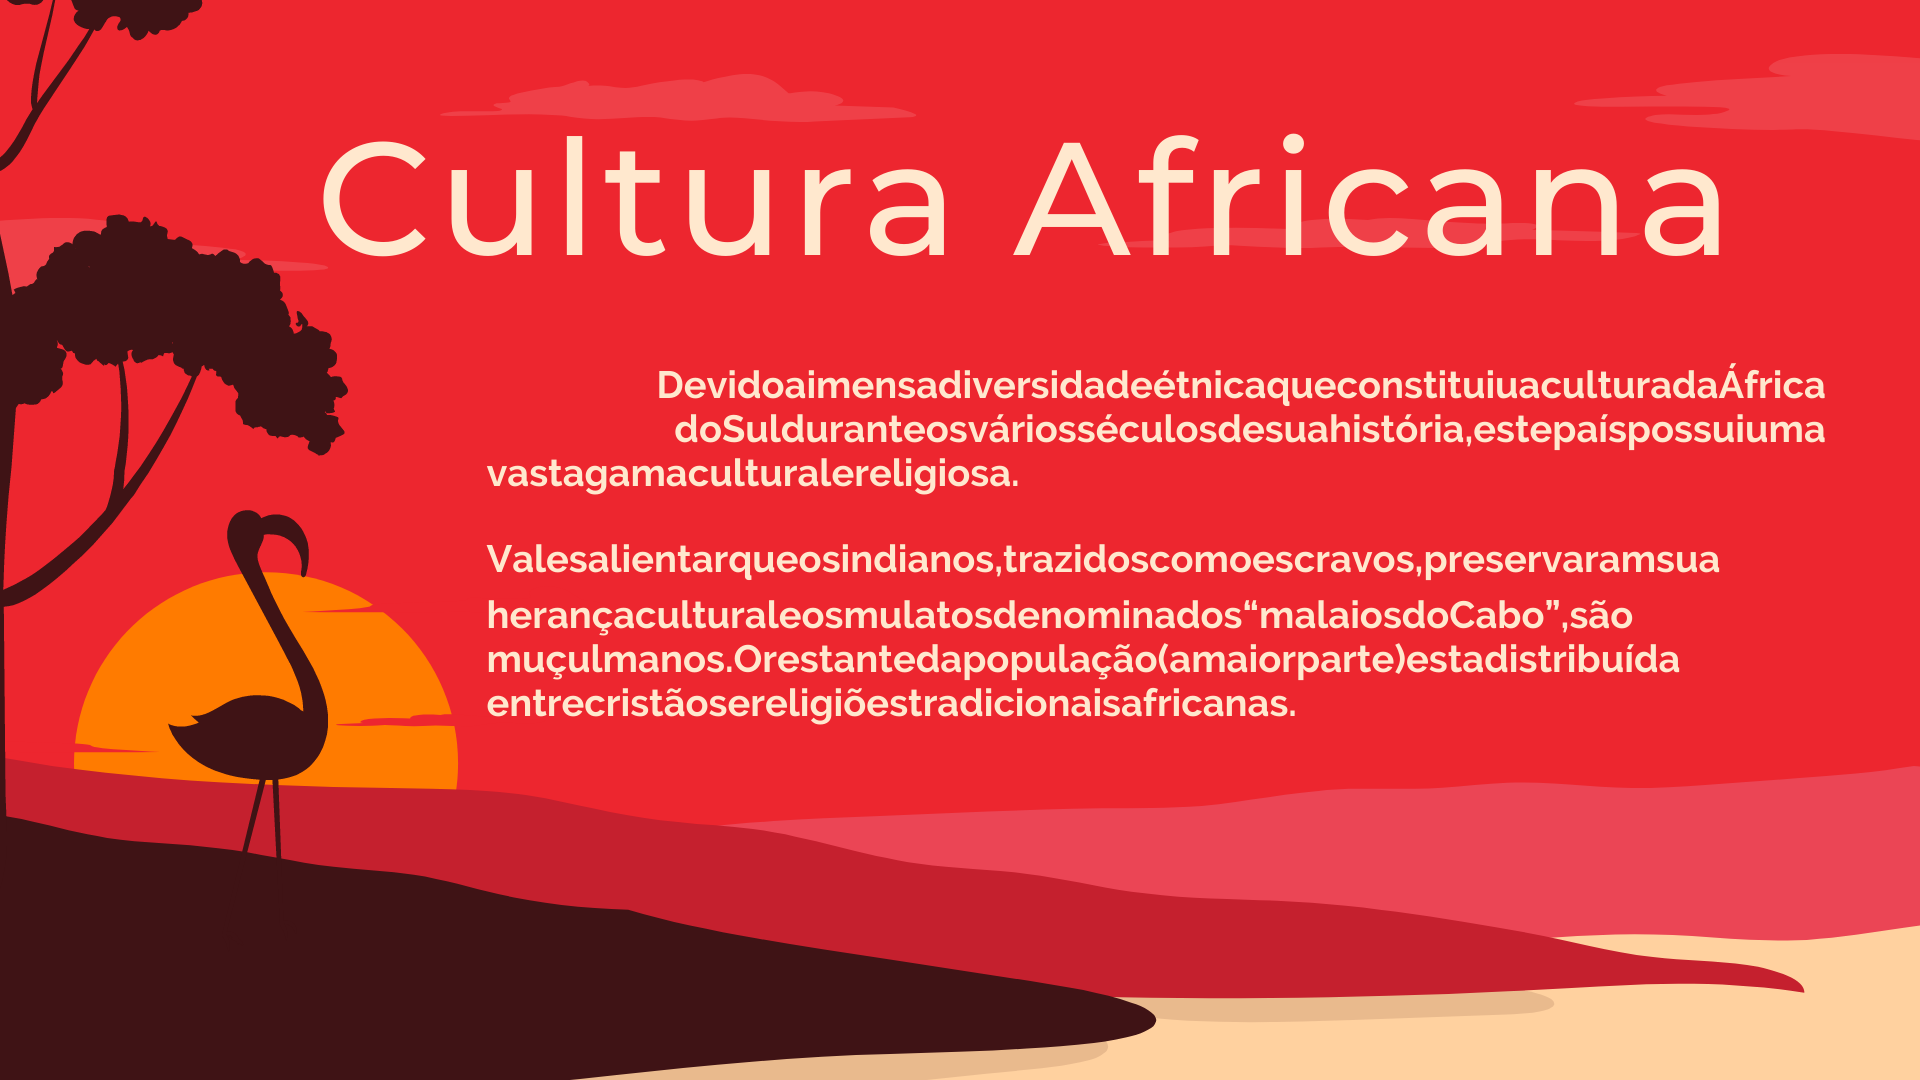 Cultura Africana
DevidoaimensadiversidadeétnicaqueconstituiuaculturadaÁfrica
doSulduranteosváriosséculosdesuahistória,estepaíspossuiuma
vastagamaculturalereligiosa.
Valesalientarqueosindianos,trazidoscomoescravos,preservaramsua
herançaculturaleosmulatosdenominados“malaiosdoCabo”,são
muçulmanos.Orestantedapopulação(amaiorparte)estadistribuída
entrecristãosereligiõestradicionaisafricanas.